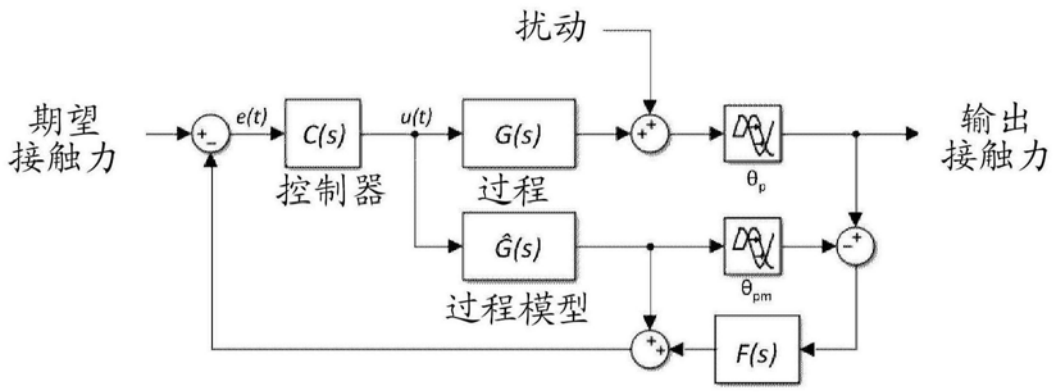 扰动
期望
接触力
e(t)
C(s)
控制器
u(t)
G(s)
过程
θp
输出
接触力
Ĝ(s)
过程模型
θpm
F(s)